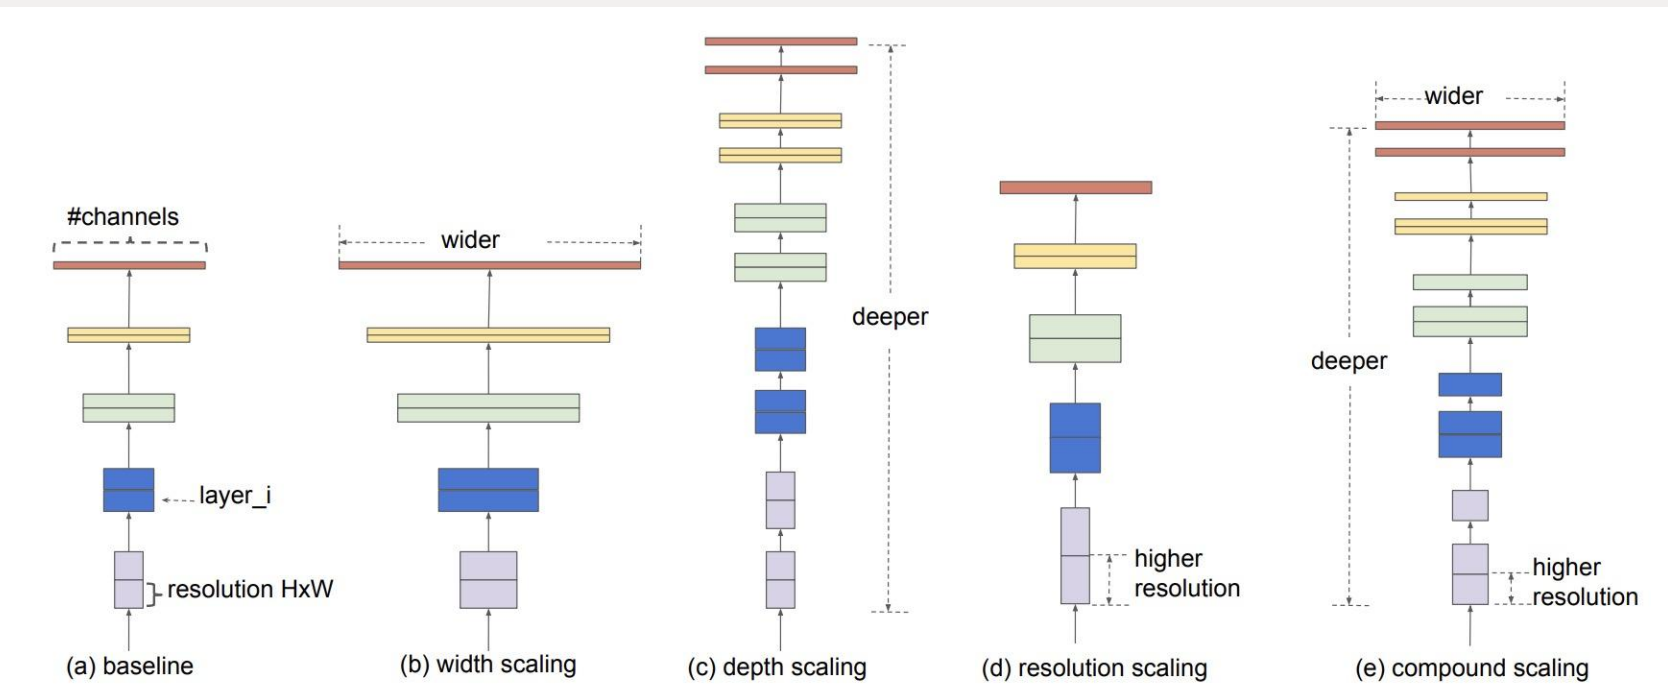 #channels
layer_i
resolution HxW
(a) baseline
wider
(b) width scaling
deeper
(c) depth scaling
higher
resolution
(d) resolution scaling
wider
deeper
higher
resolution
(e) compound scaling